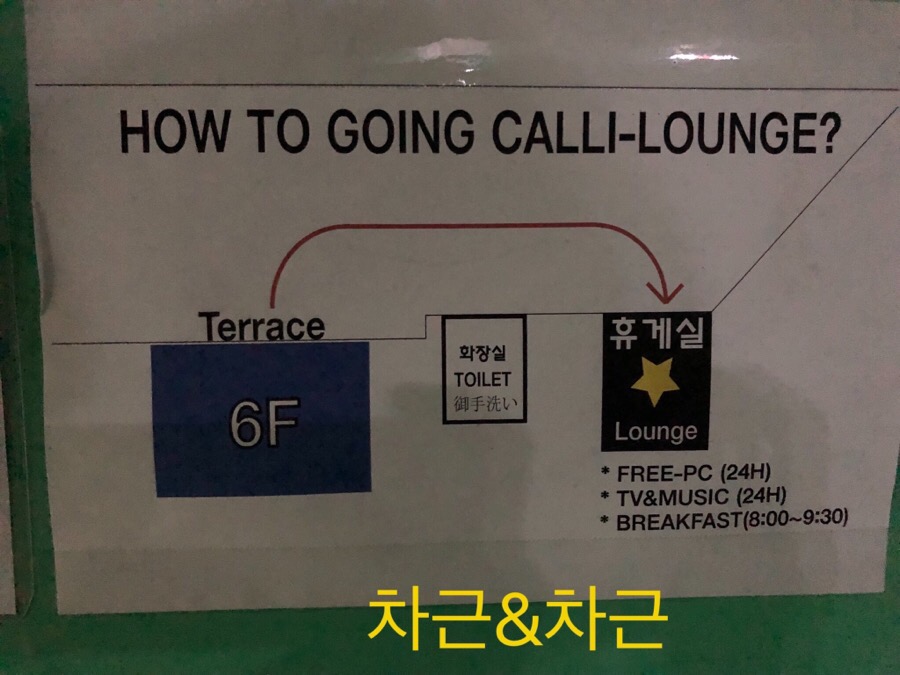 HOW TO GOING CALLI-LOUNGE?
Terrace
6F
화장실
TOILET
御手洗い
휴게실
Lounge
* FREE-PC (24H)
* TV&MUSIC (24H)
* BREAKFAST(8:00~9:30)
차근&차근